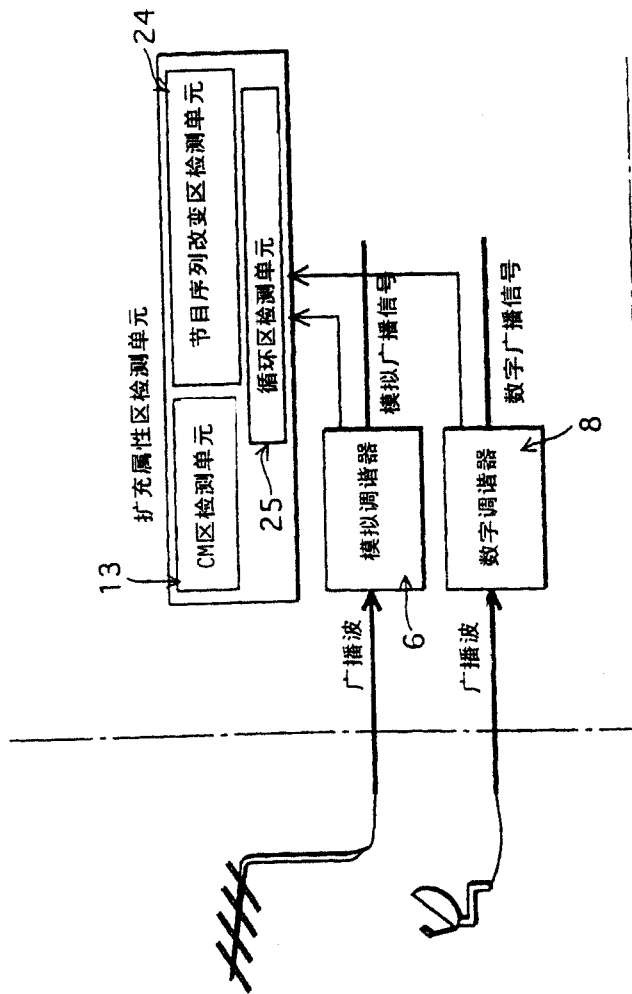 扩充属性区检测单元
13
CM区检测单元
24
节目序列改变区检测单元
25
循环区检测单元
广播波
模拟调谐器
6
模拟广播信号
广播波
数字调谐器
8
数字广播信号